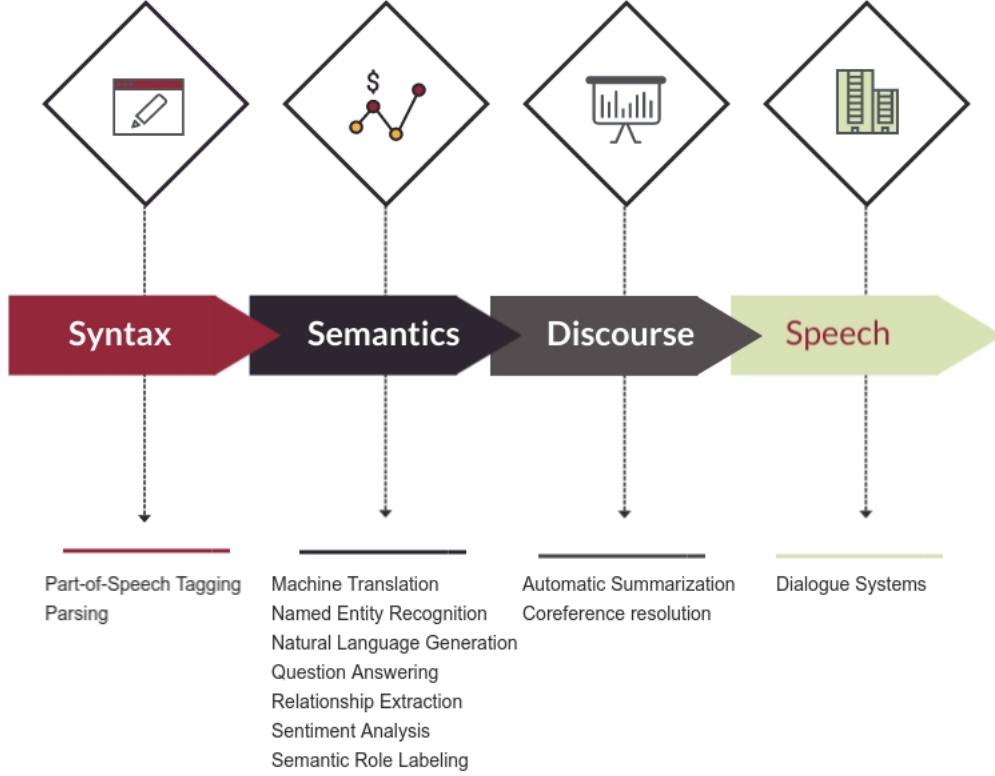 $
Syntax
Semantics
Discourse
Speech
Part-of-Speech Tagging
Parsing
Machine Translation
Named Entity Recognition
Natural Language Generation
Question Answering
Relationship Extraction
Sentiment Analysis
Semantic Role Labeling
Automatic Summarization
Coreference resolution
Dialogue Systems